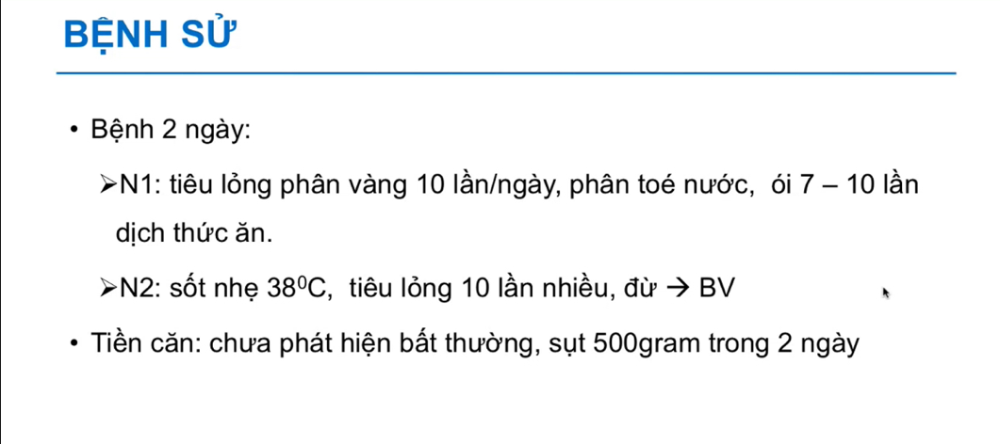 BỆNH SỬ
• Bệnh 2 ngày:
➢N1: tiêu lỏng phân vàng 10 lần/ngày, phân toé nước, ói 7 – 10 lần
dịch thức ăn.
➢N2: sốt nhẹ 38⁰C, tiêu lỏng 10 lần nhiều, đừ → BV
• Tiền căn: chưa phát hiện bất thường, sụt 500gram trong 2 ngày